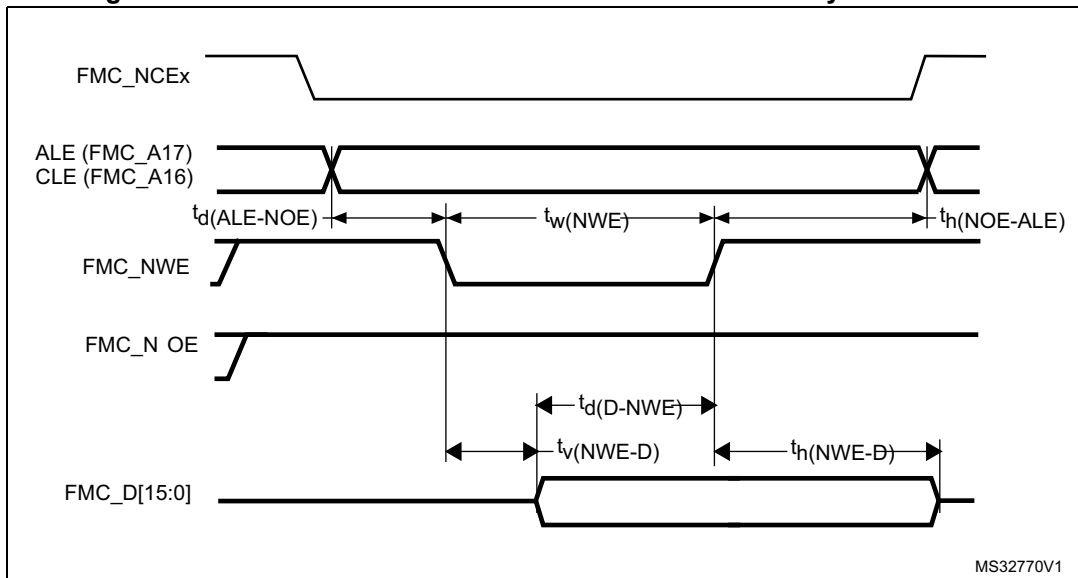 FMC_NCEx
ALE (FMC_A17)
CLE (FMC_A16)
td(ALE-NOE) tw(NWE) th(NOE-ALE)
FMC_NWE
FMC_N OE
td(D-NWE)
tv(NWE-D) th(NWE-D)
FMC_D[15:0]
MS32770V1